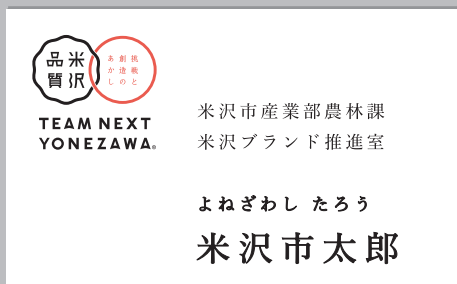 米沢
品質
挑戦と
創造の
あかし
TEAM NEXT
YONEZAWA®
米沢市産業部農林課
米沢ブランド推進室
よねざわし たろう
米沢市太郎